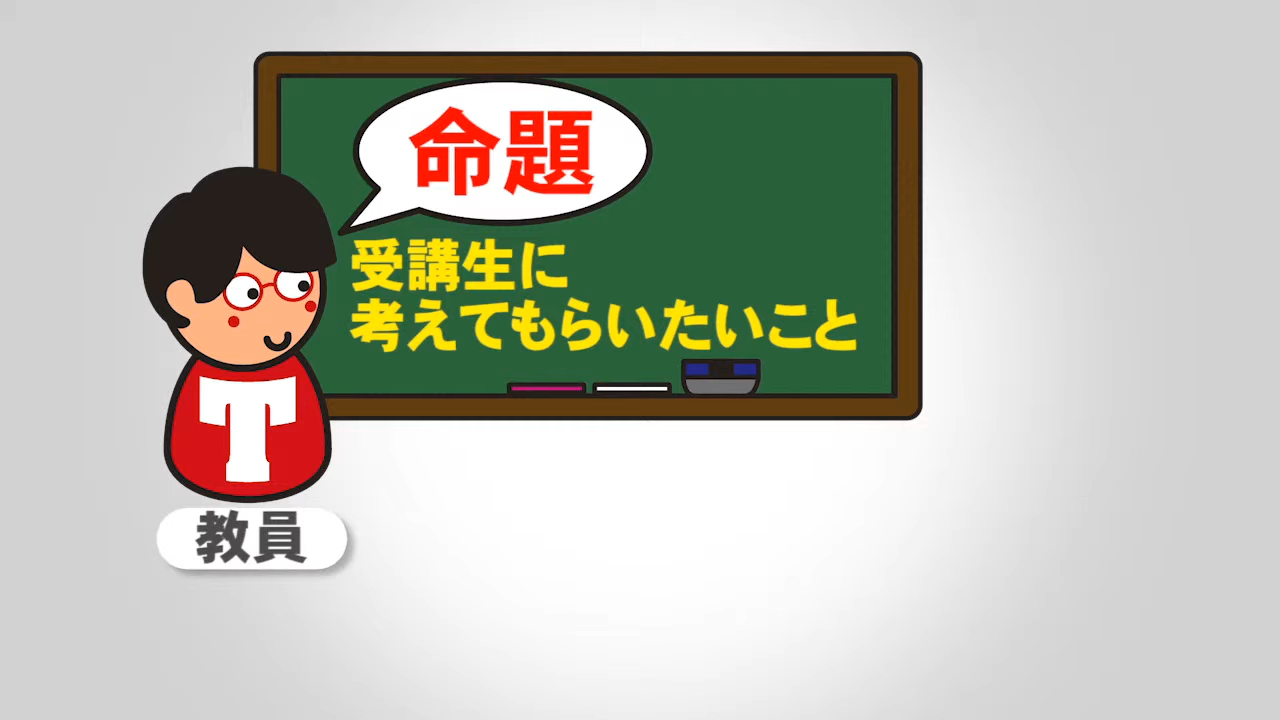 命題
受講生に
考えてもらいたいこと
T
教員